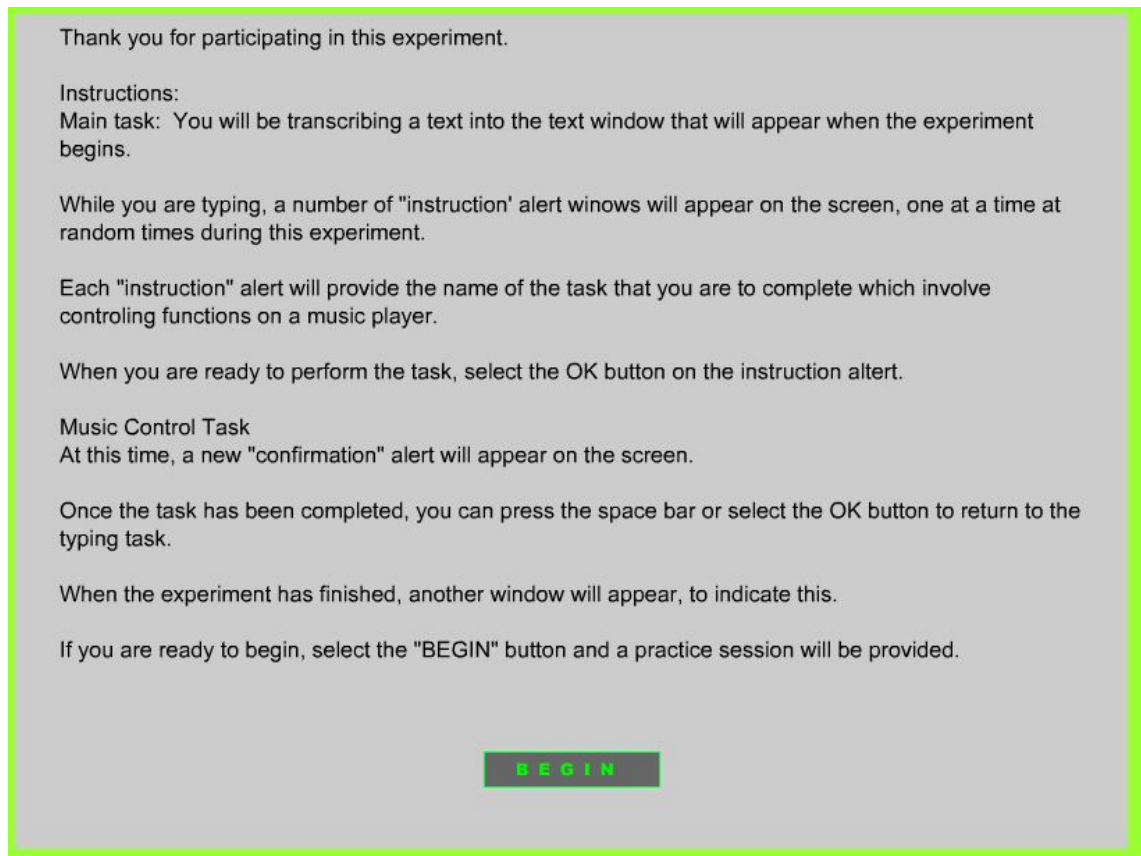 Thank you for participating in this experiment.
Instructions:
Main task:  You will be transcribing a text into the text window that will appear when the experiment
begins.
While you are typing, a number of "instruction' alert winows will appear on the screen, one at a time at
random times during this experiment.
Each "instruction" alert will provide the name of the task that you are to complete which involve
controling functions on a music player.
When you are ready to perform the task, select the OK button on the instruction altert.
Music Control Task
At this time, a new "confirmation" alert will appear on the screen.
Once the task has been completed, you can press the space bar or select the OK button to return to the
typing task.
When the experiment has finished, another window will appear, to indicate this.
If you are ready to begin, select the "BEGIN" button and a practice session will be provided.
BEGIN